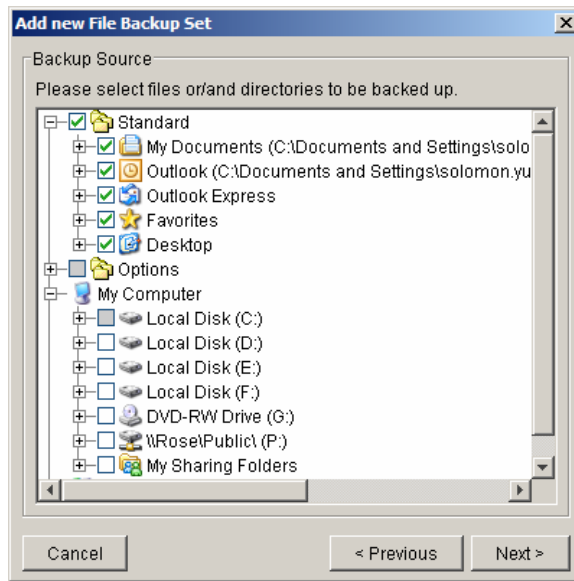 Add new File Backup Set
Backup Source
Please select files or/and directories to be backed up.
Standard
My Documents (C:\Documents and Settings\solo
Outlook (C:\Documents and Settings\solomon.yu
Outlook Express
Favorites
Desktop
Options
My Computer
Local Disk (C:)
Local Disk (D:)
Local Disk (E:)
Local Disk (F:)
DVD-RW Drive (G:)
\\Rose\Public\ (P:)
My Sharing Folders
Cancel
< Previous
Next >